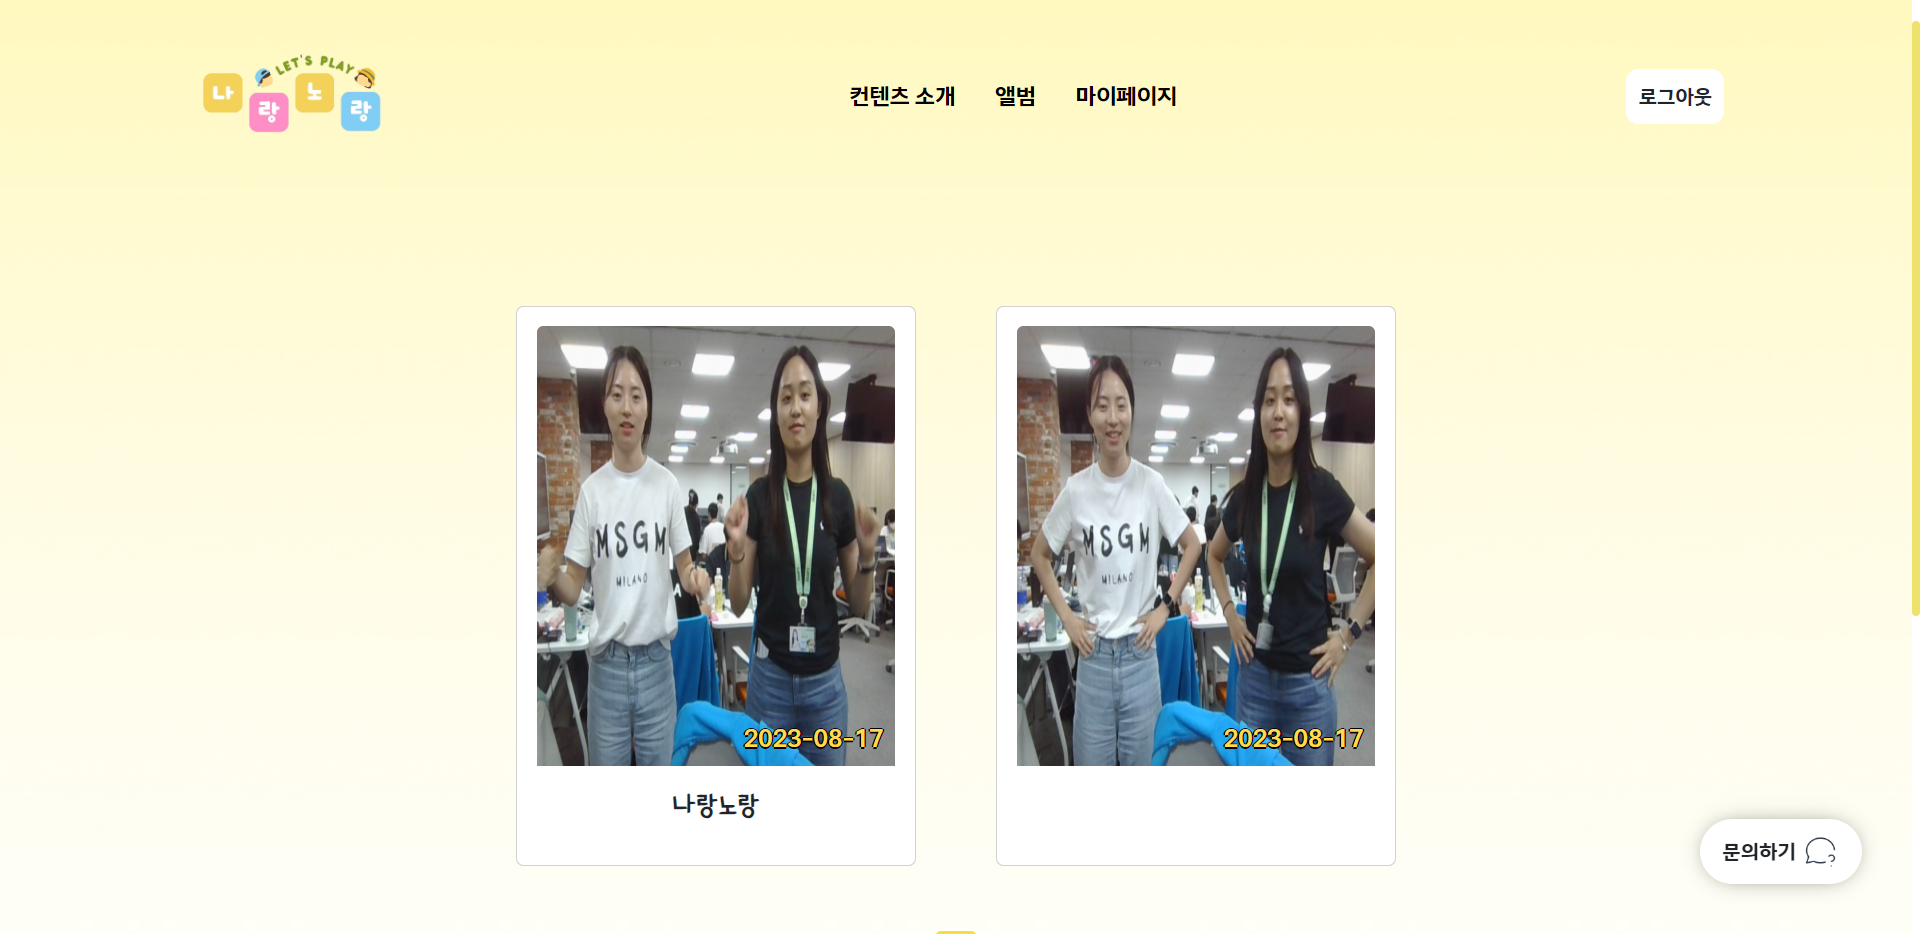 LET'S PLAY
나랑노랑
컨텐츠 소개
앨범
마이페이지
로그아웃
MSGM
MILANO
2023-08-17
나랑노랑
MSGM
MILANO
2023-08-17
문의하기